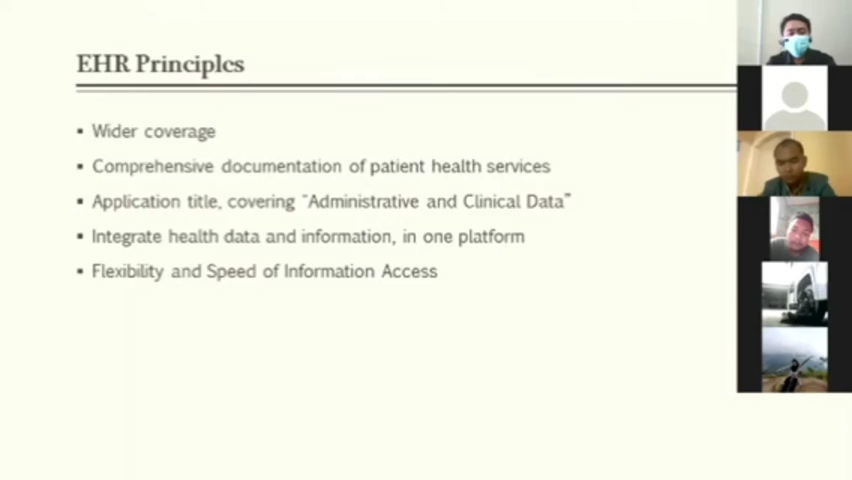 EHR Principles
▪ Wider coverage
▪ Comprehensive documentation of patient health services
▪ Application title, covering "Administrative and Clinical Data"
▪ Integrate health data and information, in one platform
▪ Flexibility and Speed of Information Access